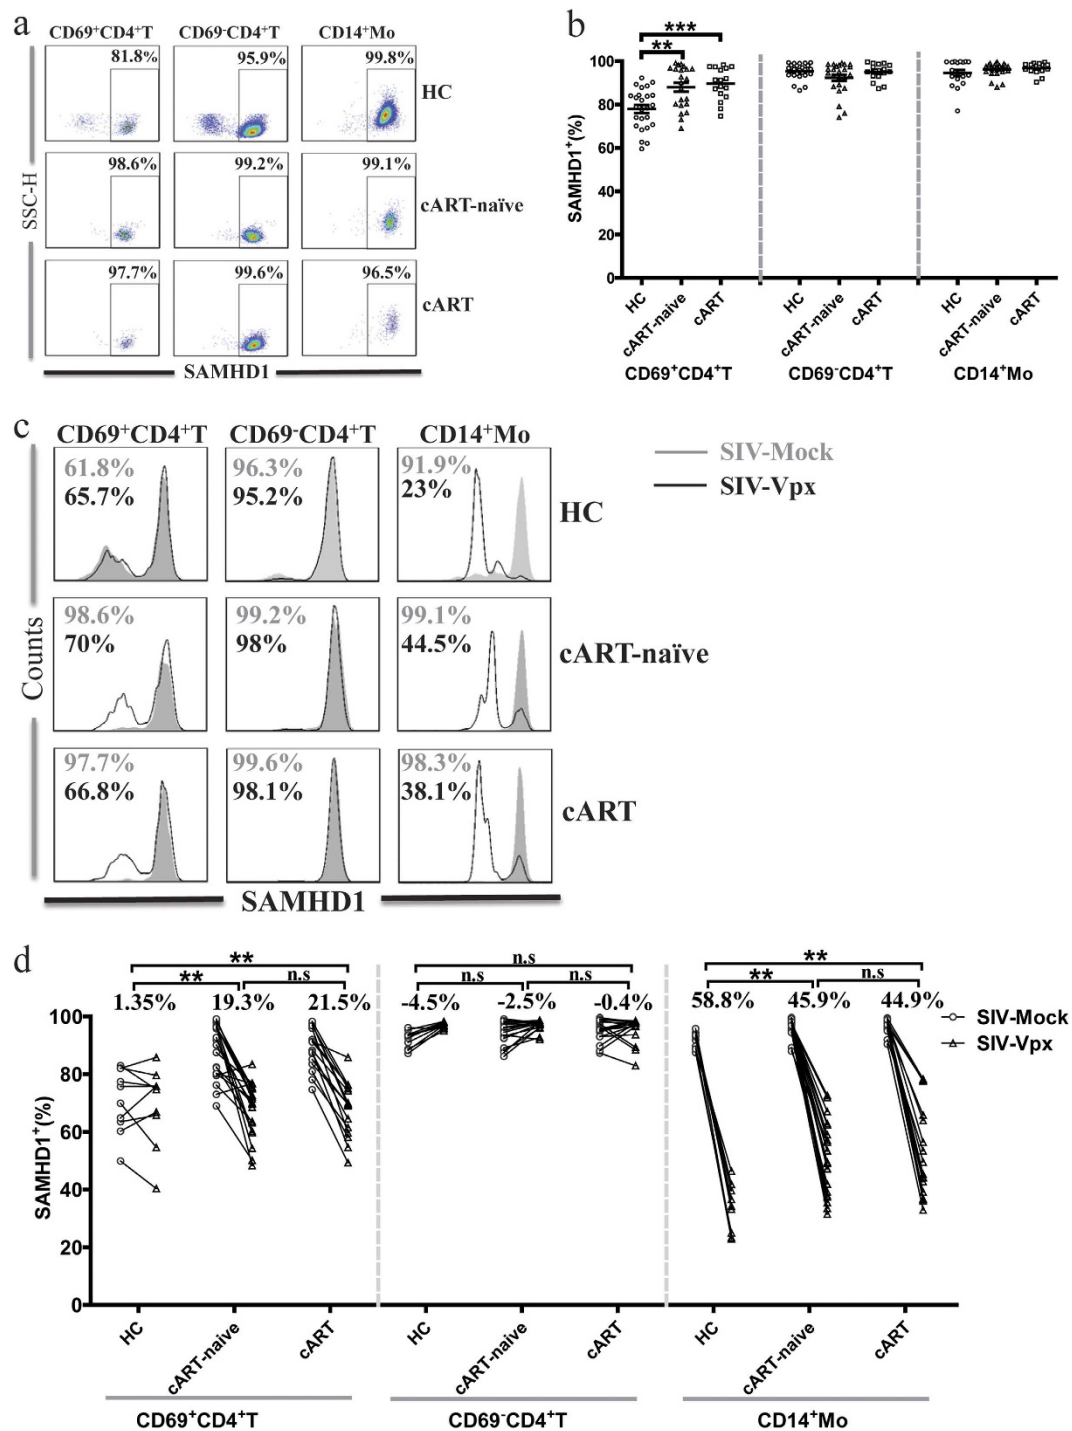 a
CD69+CD4+T CD69-CD4+T CD14+Mo
81.8% 95.9% 99.8%
HC
98.6% 99.2% 99.1%
cART-naïve
97.7% 99.6% 96.5%
cART
SSC-H
SAMHD1
b
***
**
100
80
60
40
20
0
SAMHD1+(%)
HC cART-naive cART HC cART-naive cART HC cART-naive cART
CD69+CD4+T CD69-CD4+T CD14+Mo
c
CD69+CD4+T CD69-CD4+T CD14+Mo
SIV-Mock
SIV-Vpx
61.8% 96.3% 91.9%
65.7% 95.2% 23%
HC
98.6% 99.2% 99.1%
70% 98% 44.5%
cART-naïve
97.7% 99.6% 98.3%
66.8% 98.1% 38.1%
cART
Counts
SAMHD1
d
** n.s **
** n.s n.s n.s ** n.s
1.35% 19.3% 21.5% -4.5% -2.5% -0.4% 58.8% 45.9% 44.9%
SIV-Mock
SIV-Vpx
100
80
60
40
20
0
SAMHD1+(%)
HC cART-naive cART HC cART-naive cART HC cART-naive cART
CD69+CD4+T CD69-CD4+T CD14+Mo